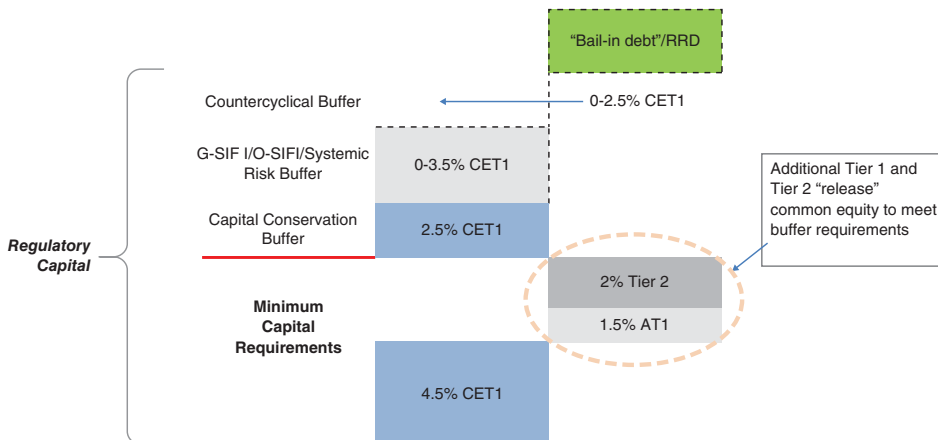 “Bail-in debt”/RRD
Countercyclical Buffer
0-2.5% CET1
G-SIF I/O-SIFI/Systemic
Risk Buffer
0-3.5% CET1
Additional Tier 1 and
Tier 2 “release”
common equity to meet
buffer requirements
Capital Conservation
Buffer
2.5% CET1
Regulatory
Capital
2% Tier 2
Minimum
Capital
Requirements
1.5% AT1
4.5% CET1